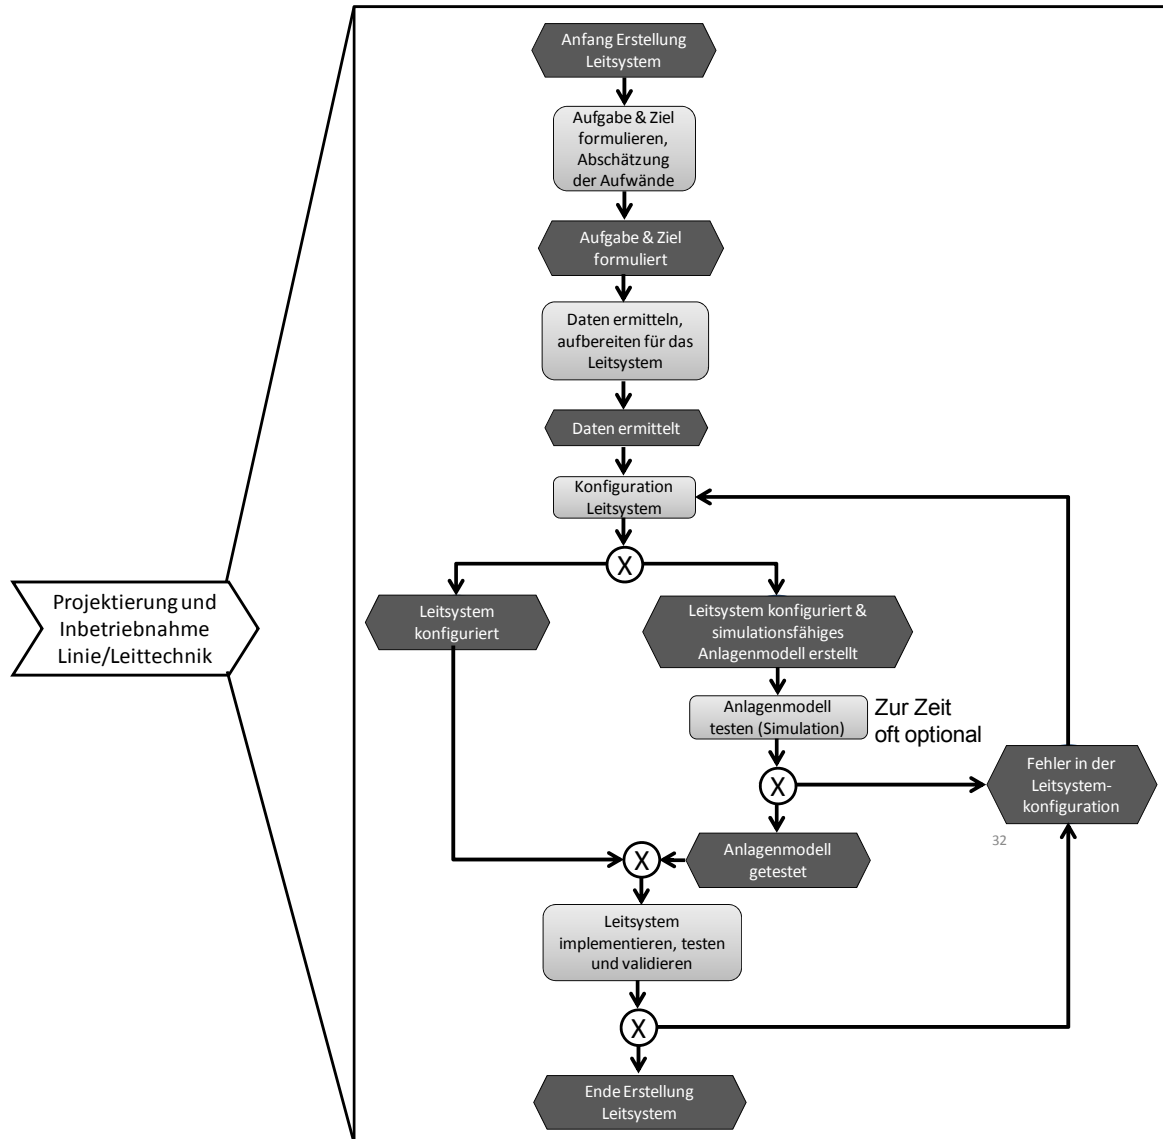 Anfang Erstellung
Leitsystem
Aufgabe & Ziel
formulieren,
Abschätzung
der Aufwände
Aufgabe & Ziel
formuliert
Daten ermitteln,
aufbereiten für das
Leitsystem
Daten ermittelt
Konfiguration
Leitsystem
X
Projektierung und
Inbetriebnahme
Linie/Leittechnik
Leitsystem
konfiguriert
Leitsystem konfiguriert &
simulationsfähiges
Anlagenmodell erstellt
Anlagenmodell
testen (Simulation)
Zur Zeit
oft optional
X
Fehler in der
Leitsystem-
konfiguration
32
X
Anlagenmodell
getestet
Leitsystem
implementieren, testen
und validieren
X
Ende Erstellung
Leitsystem